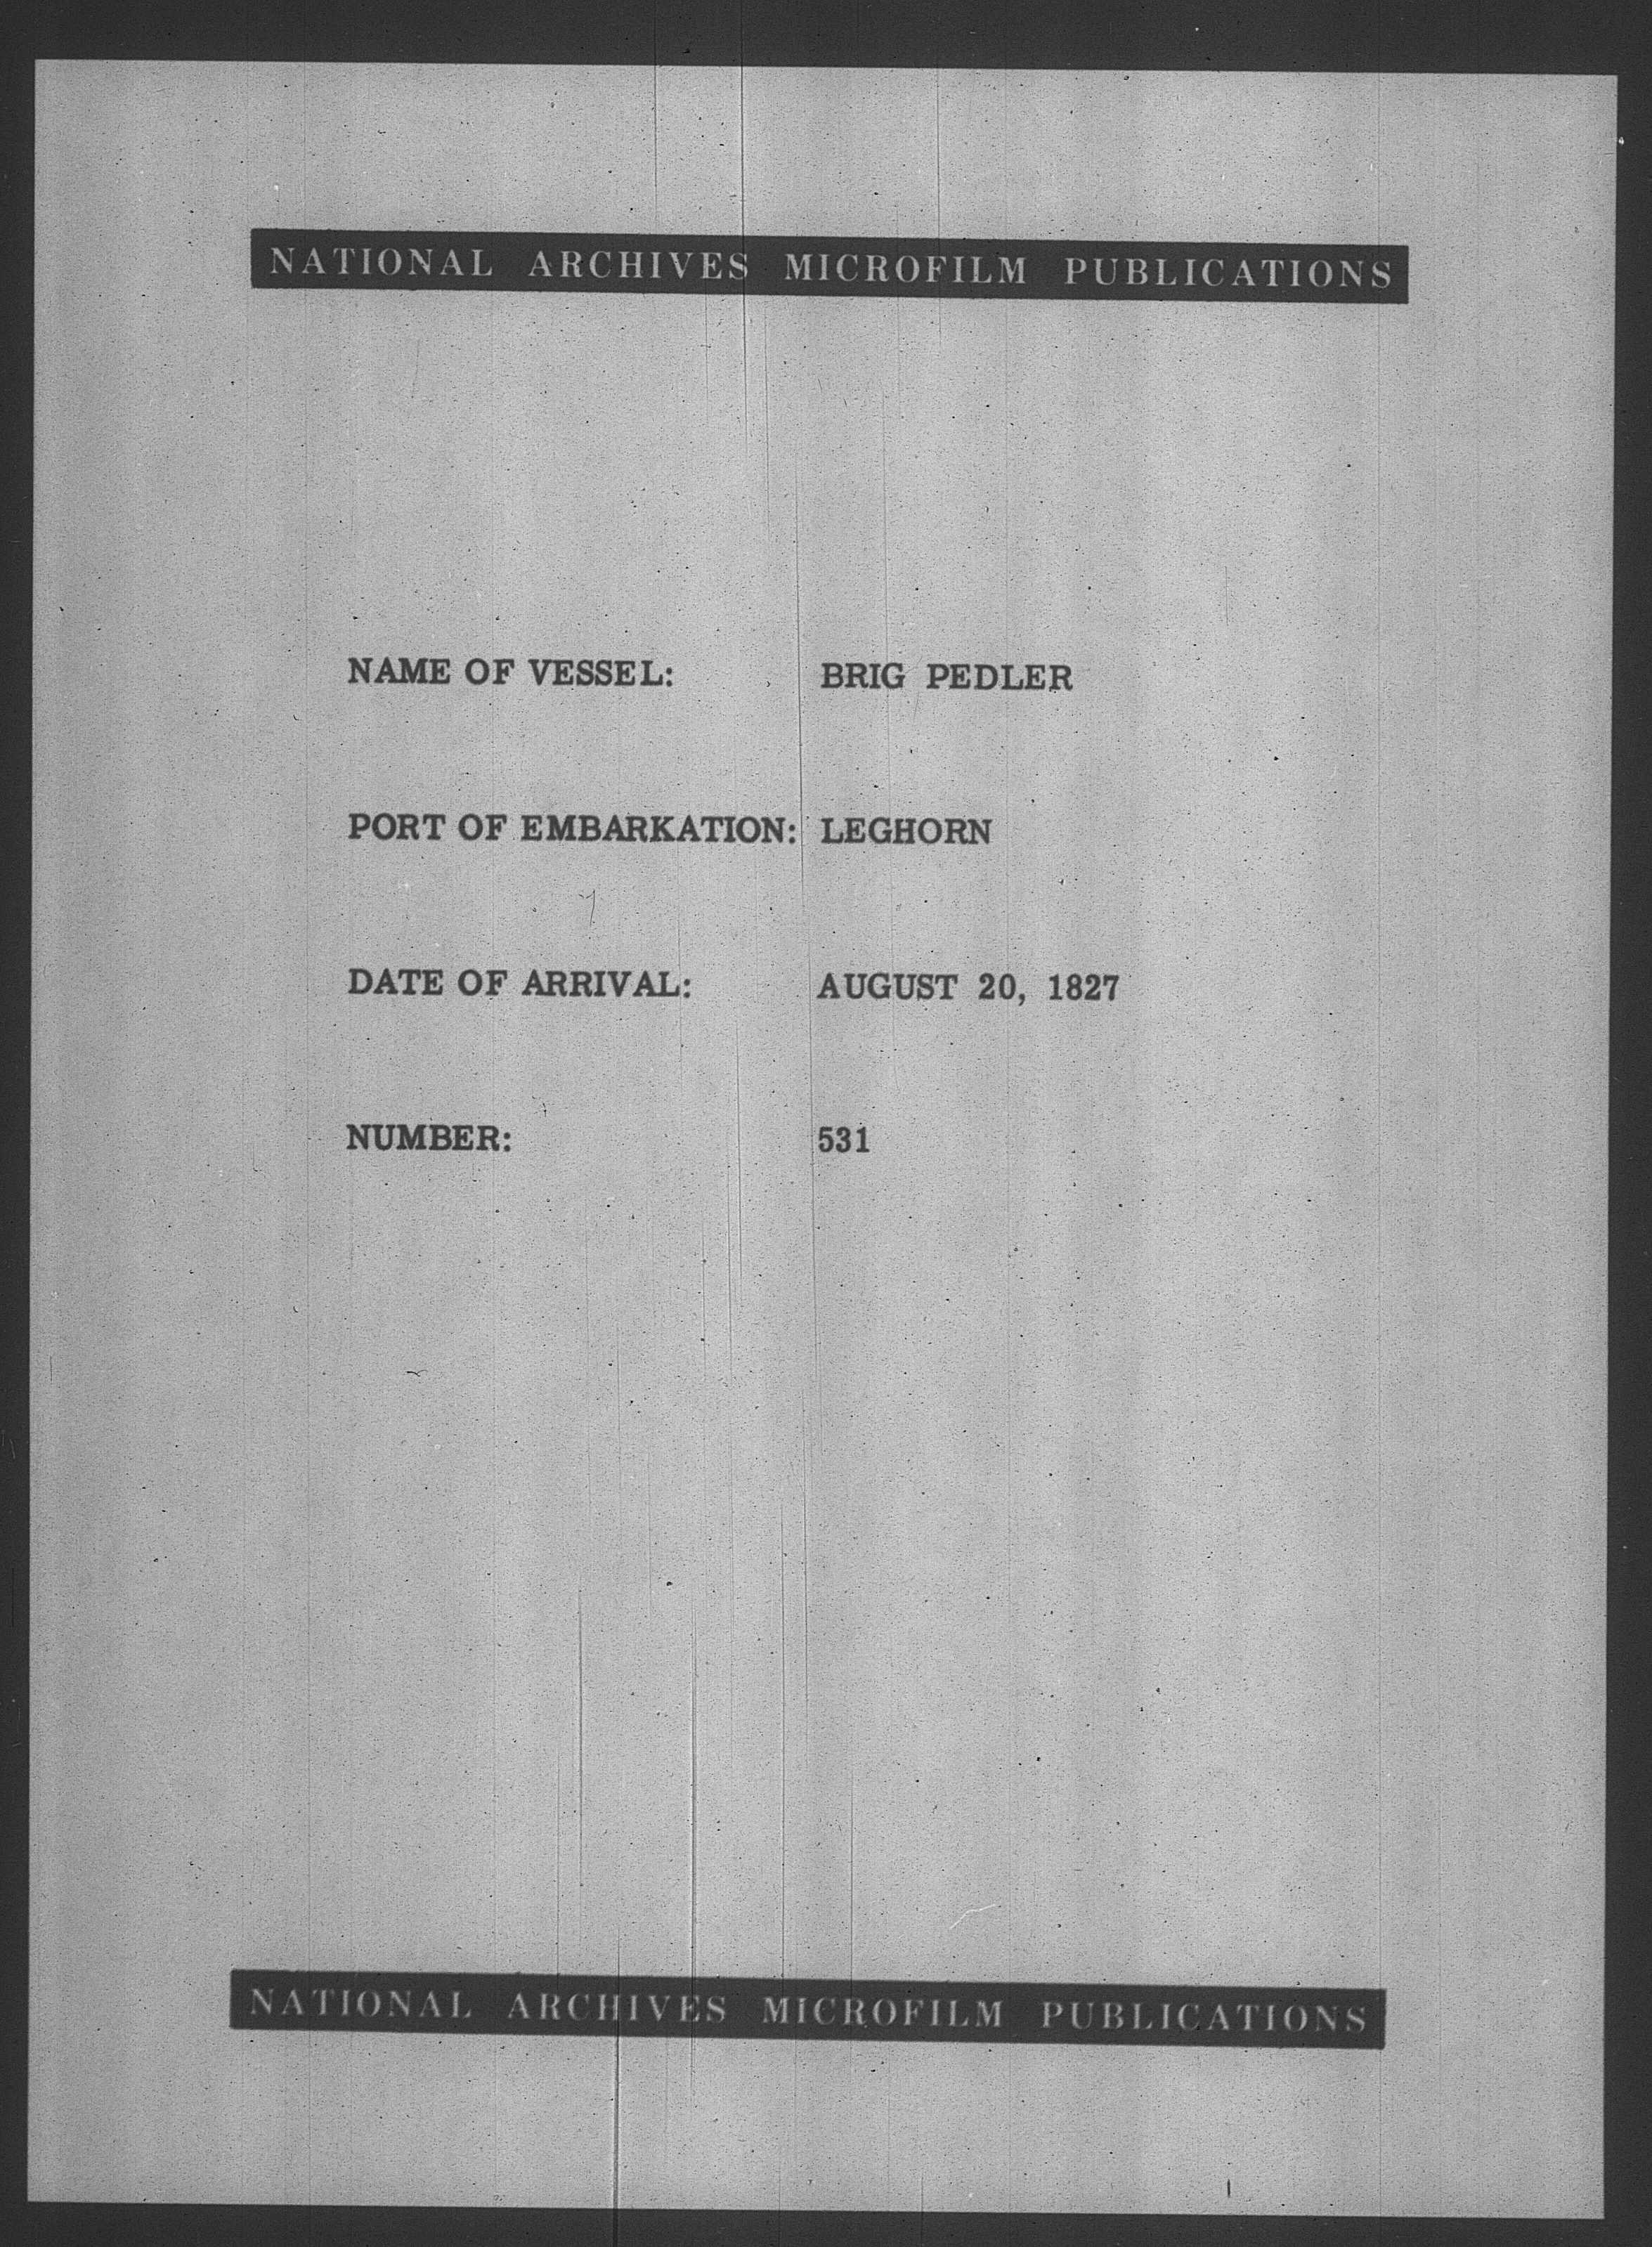 NATIONAL ARCHIVES MICROFILM PUBLICATIONS
NAME OF VESSEL: BRIG PEDLER
PORT OF EMBARKATION: LEGHORN
DATE OF ARRIVAL: AUGUST 20, 1827
NUMBER: 531
NATIONAL ARCHIVES MICROFILM PUBLICATIONS